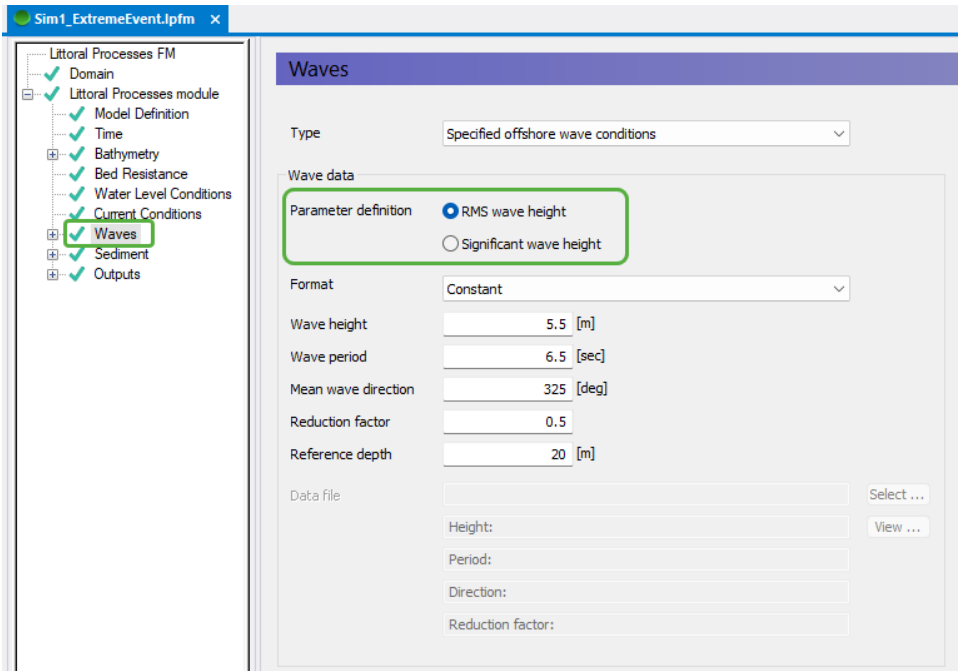 Sim1_ExtremeEvent.lpfm ×
Littoral Processes FM
Domain
Littoral Processes module
Model Definition
Time
Bathymetry
Bed Resistance
Water Level Conditions
Current Conditions
Waves
Sediment
Outputs
Waves
Type Specified offshore wave conditions
Wave data
Parameter definition RMS wave height
Significant wave height
Format Constant
Wave height 5.5 [m]
Wave period 6.5 [sec]
Mean wave direction 325 [deg]
Reduction factor 0.5
Reference depth 20 [m]
Data file Select ...
Height: View ...
Period:
Direction:
Reduction factor: